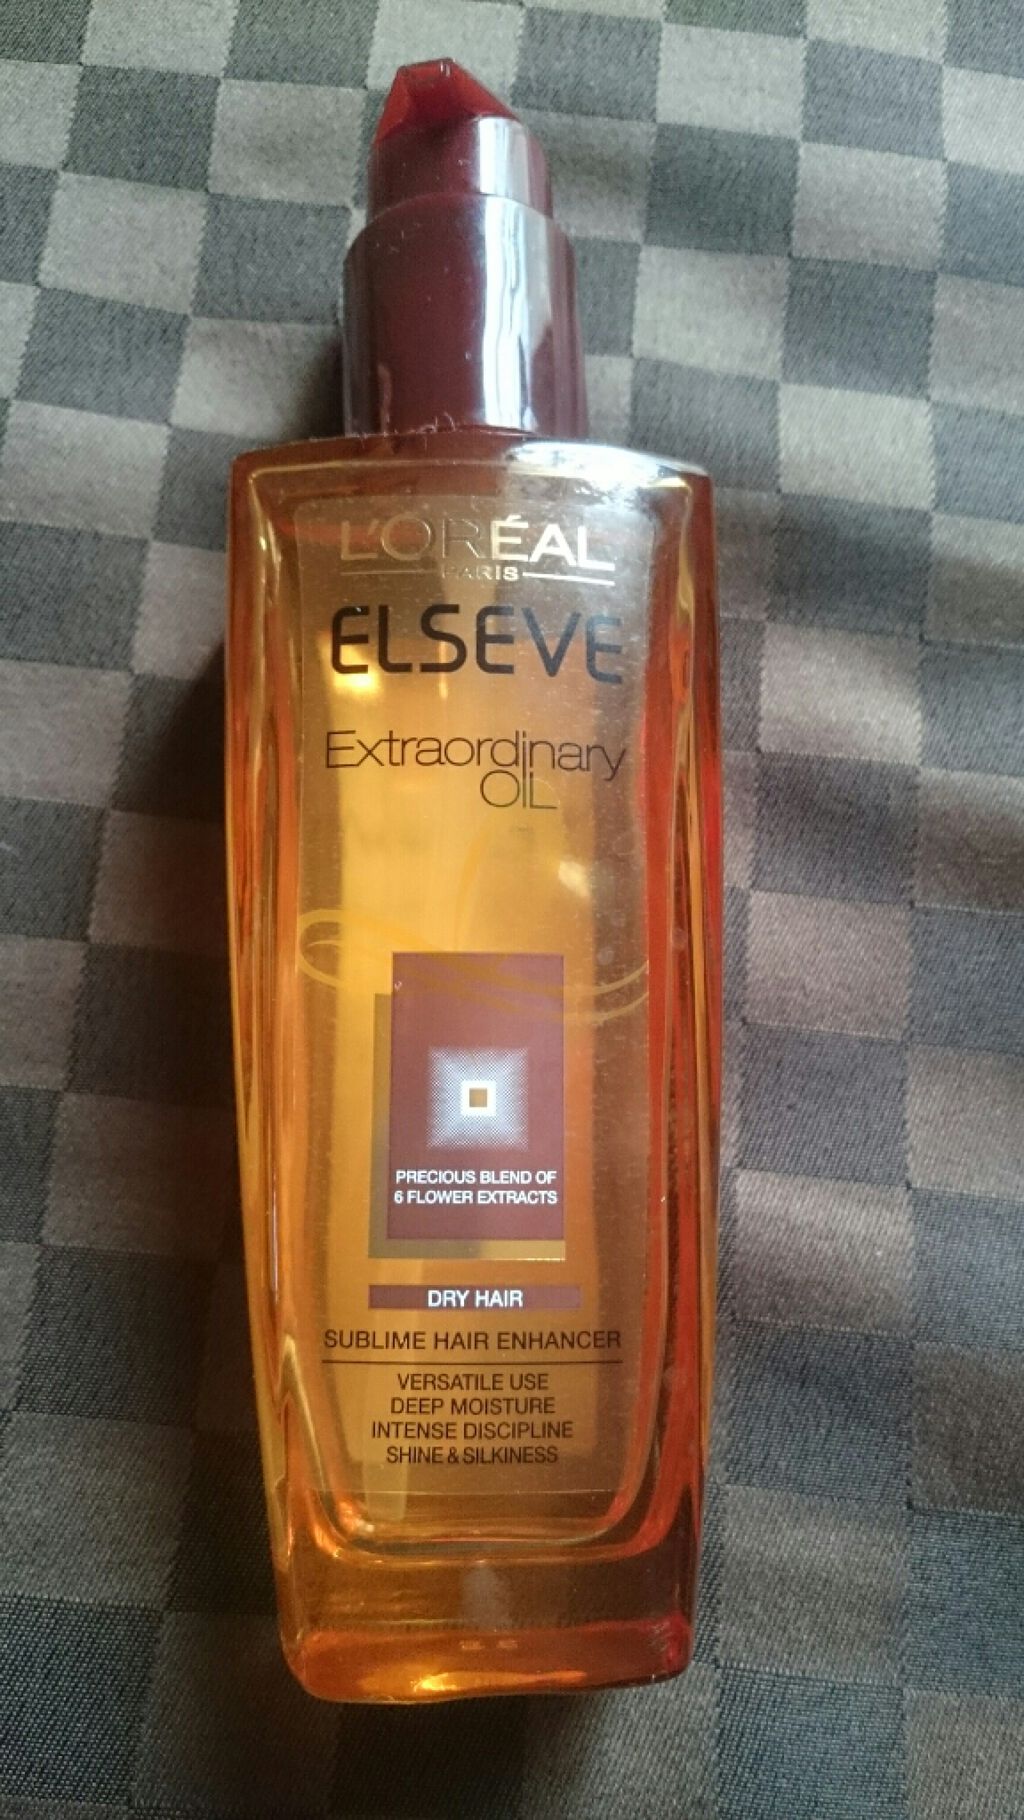 L'ORÉAL
PARIS
ELSEVE
Extraordinary
OIL
PRECIOUS BLEND OF
6 FLOWER EXTRACTS
DRY HAIR
SUBLIME HAIR ENHANCER
VERSATILE USE
DEEP MOISTURE
INTENSE DISCIPLINE
SHINE & SILKINESS